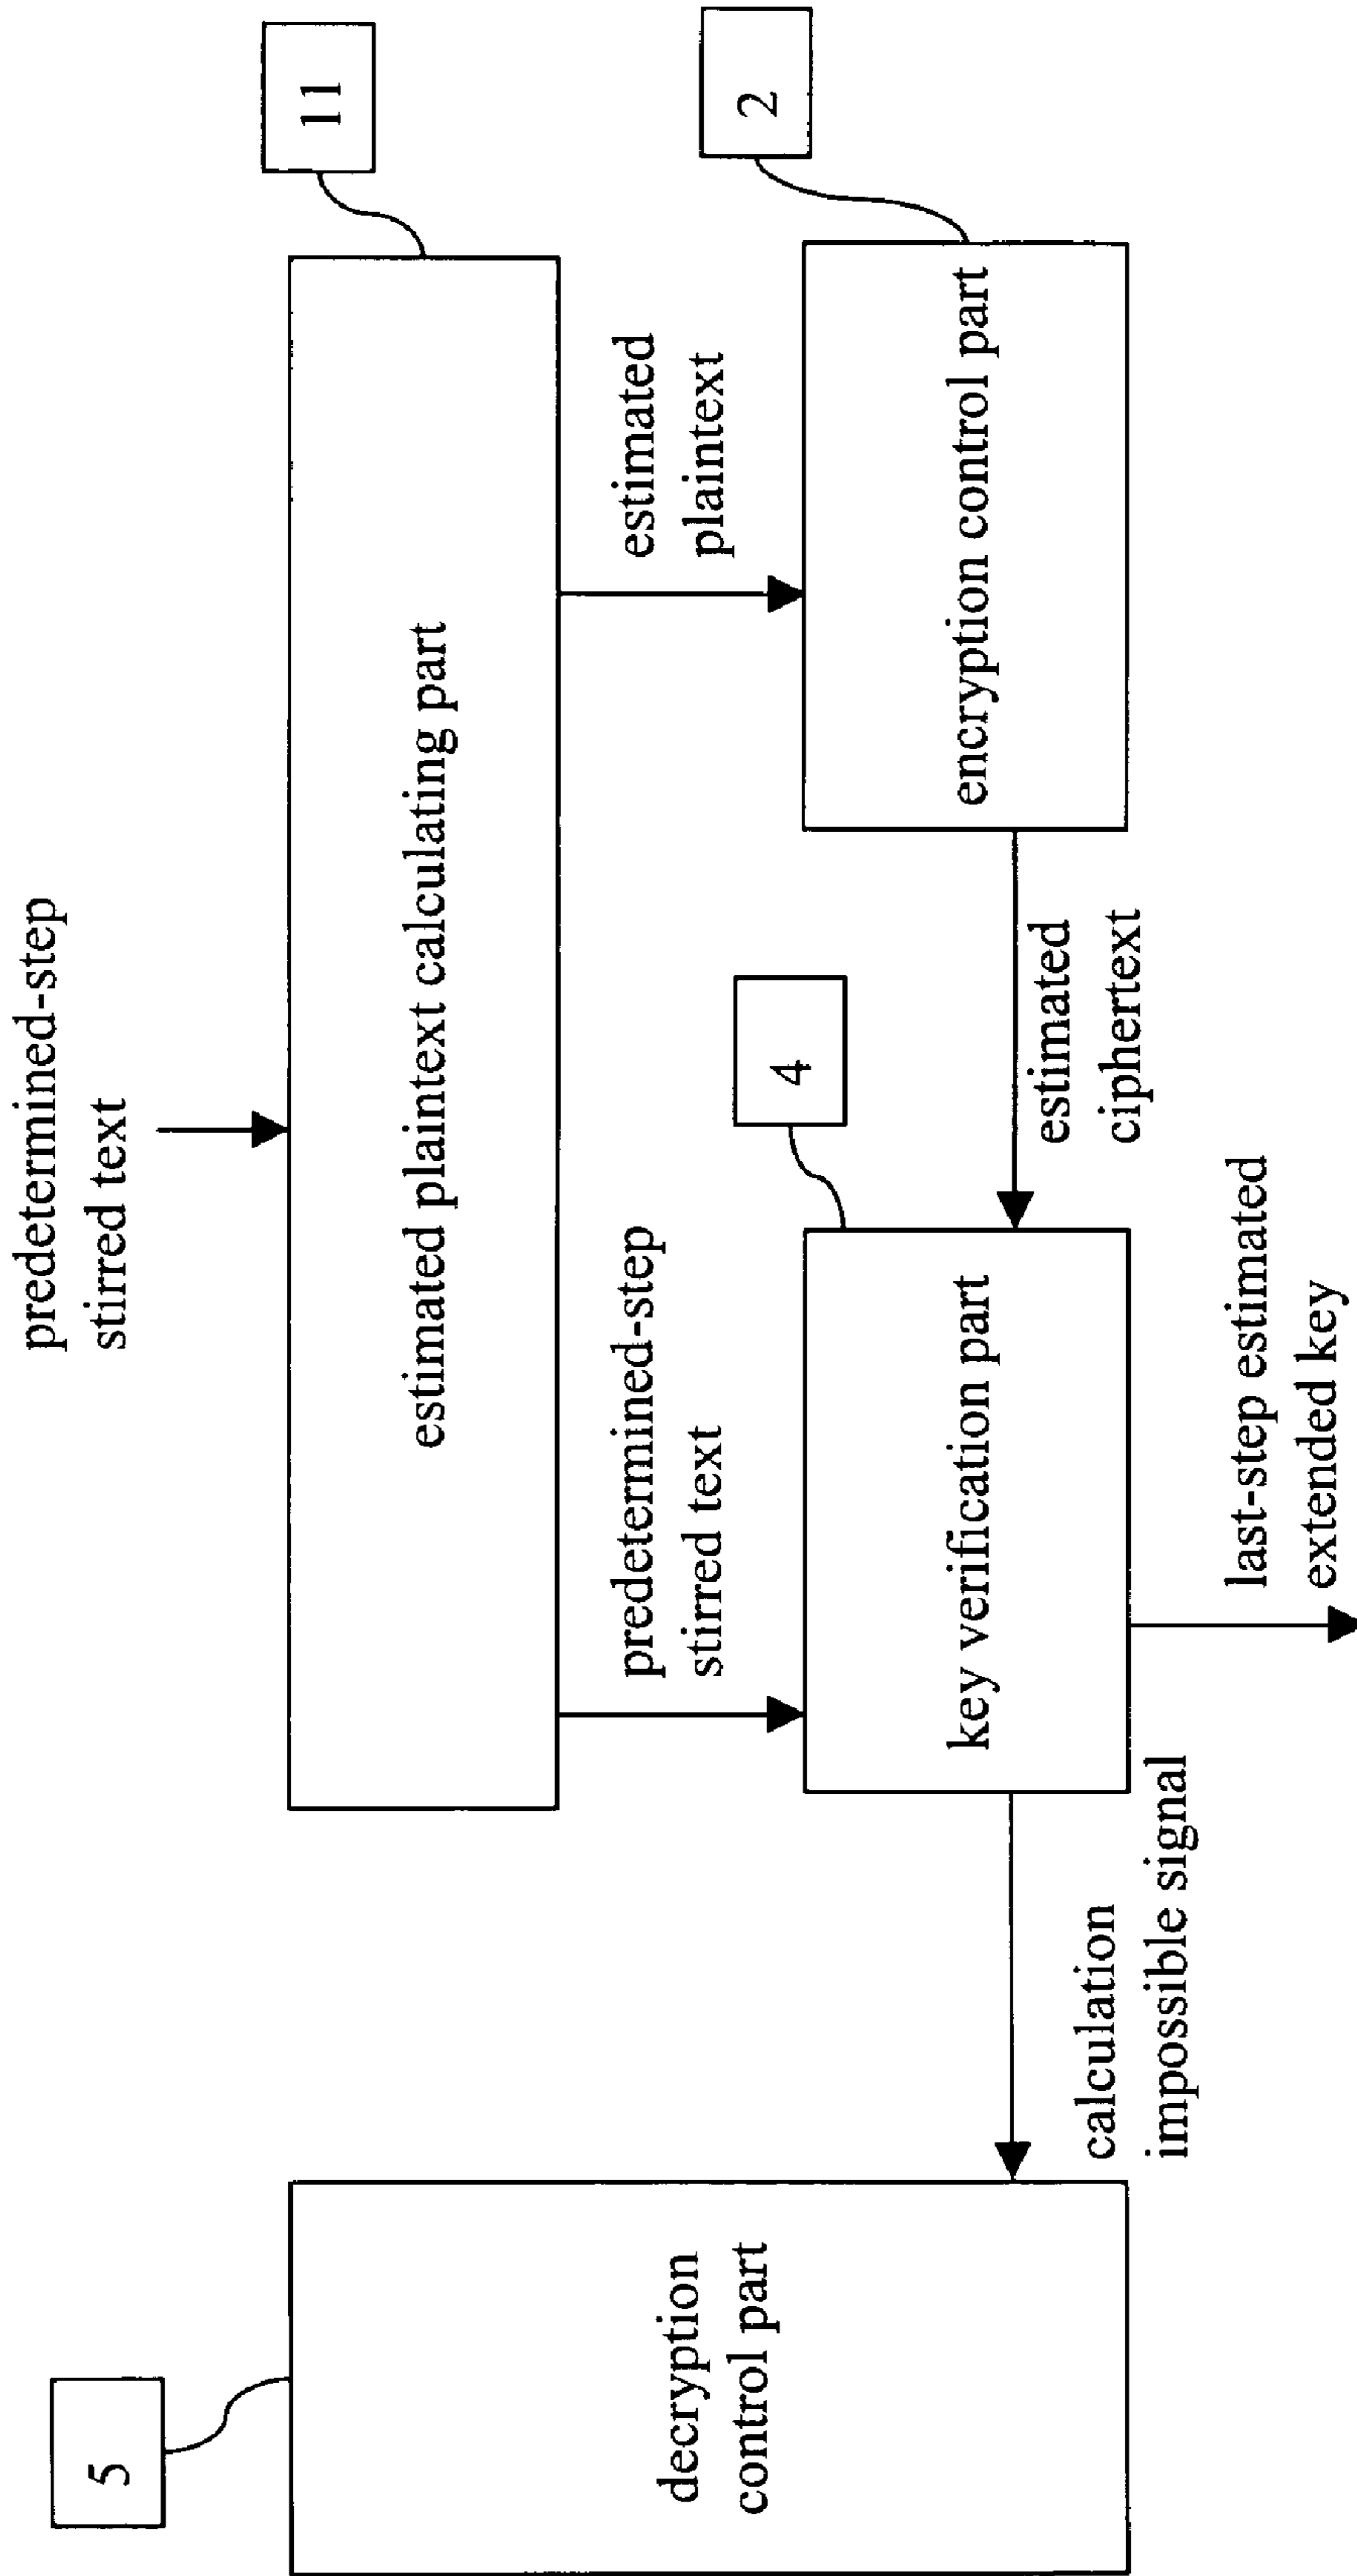 predetermined-step
stirred text
11
estimated plaintext calculating part
5
predetermined-step
stirred text
estimated
plaintext
4
2
decryption
control part
key verification part
encryption control part
calculation
impossible signal
estimated
ciphertext
last-step estimated
extended key